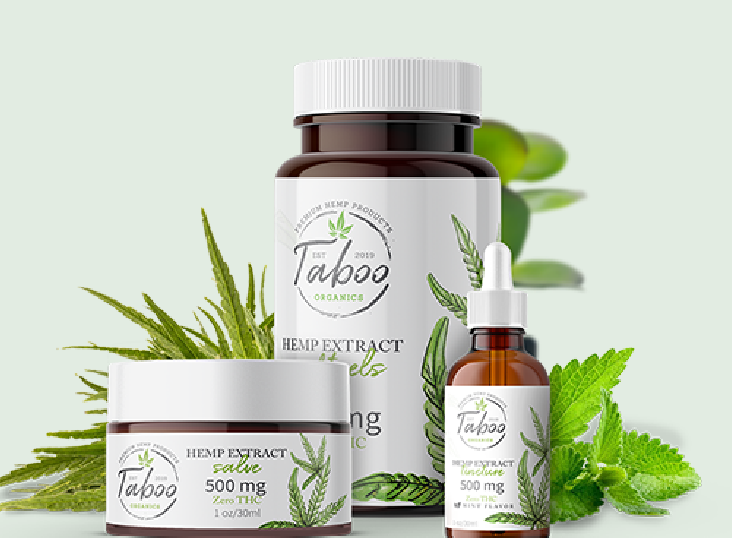 PREMIUM HEMP PRODUCTS
EST 2019
Taboo
ORGANICS
HEMP EXTRACT
mg
PREMIUM HEMP PRODUCTS
Taboo
ORGANICS
HEMP EXTRACT
salve
500 mg
Zero THC
1 oz/30ml
Taboo
ORGANICS
HEMP EXTRACT
tincture
500 mg
Zero THC
MINT FLAVOR